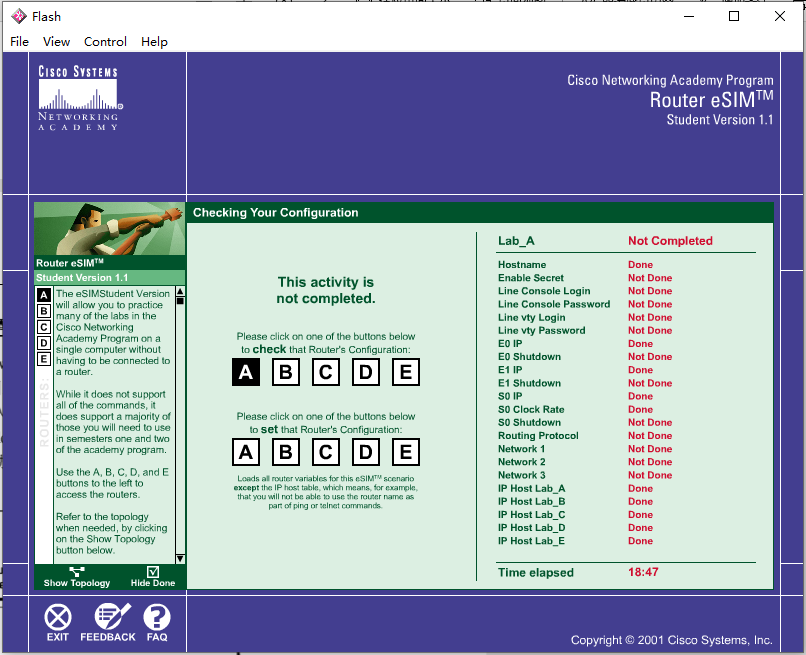 Flash
File View Control Help
CISCO SYSTEMS
NETWORKING
ACADEMY
Cisco Networking Academy Program
Router eSIM™
Student Version 1.1
Router eSIM™
Student Version 1.1
A
B
C
D
E
ROUTERS:
The eSIMStudent Version
will allow you to practice
many of the labs in the
Cisco Networking
Academy Program on a
single computer without
having to be connected to
a router.
While it does not support
all of the commands, it
does support a majority of
those you will need to use
in semesters one and two
of the academy program.
Use the A, B, C, D, and E
buttons to the left to
access the routers.
Refer to the topology
when needed, by clicking
on the Show Topology
button below.
Show Topology Hide Done
Checking Your Configuration
This activity is
not completed.
Please click on one of the buttons below
to check that Router's Configuration:
A B C D E
Please click on one of the buttons below
to set that Router's Configuration:
A B C D E
Loads all router variables for this eSIM™ scenario
except the IP host table, which means, for example,
that you will not be able to use the router name as
part of ping or telnet commands.
Lab_A Not Completed
Hostname Done
Enable Secret Not Done
Line Console Login Not Done
Line Console Password Not Done
Line vty Login Not Done
Line vty Password Not Done
E0 IP Done
E0 Shutdown Not Done
E1 IP Done
E1 Shutdown Not Done
S0 IP Done
S0 Clock Rate Done
S0 Shutdown Not Done
Routing Protocol Not Done
Network 1 Not Done
Network 2 Not Done
Network 3 Not Done
IP Host Lab_A Done
IP Host Lab_B Done
IP Host Lab_C Done
IP Host Lab_D Done
IP Host Lab_E Done
Time elapsed 18:47
EXIT FEEDBACK FAQ
Copyright © 2001 Cisco Systems, Inc.